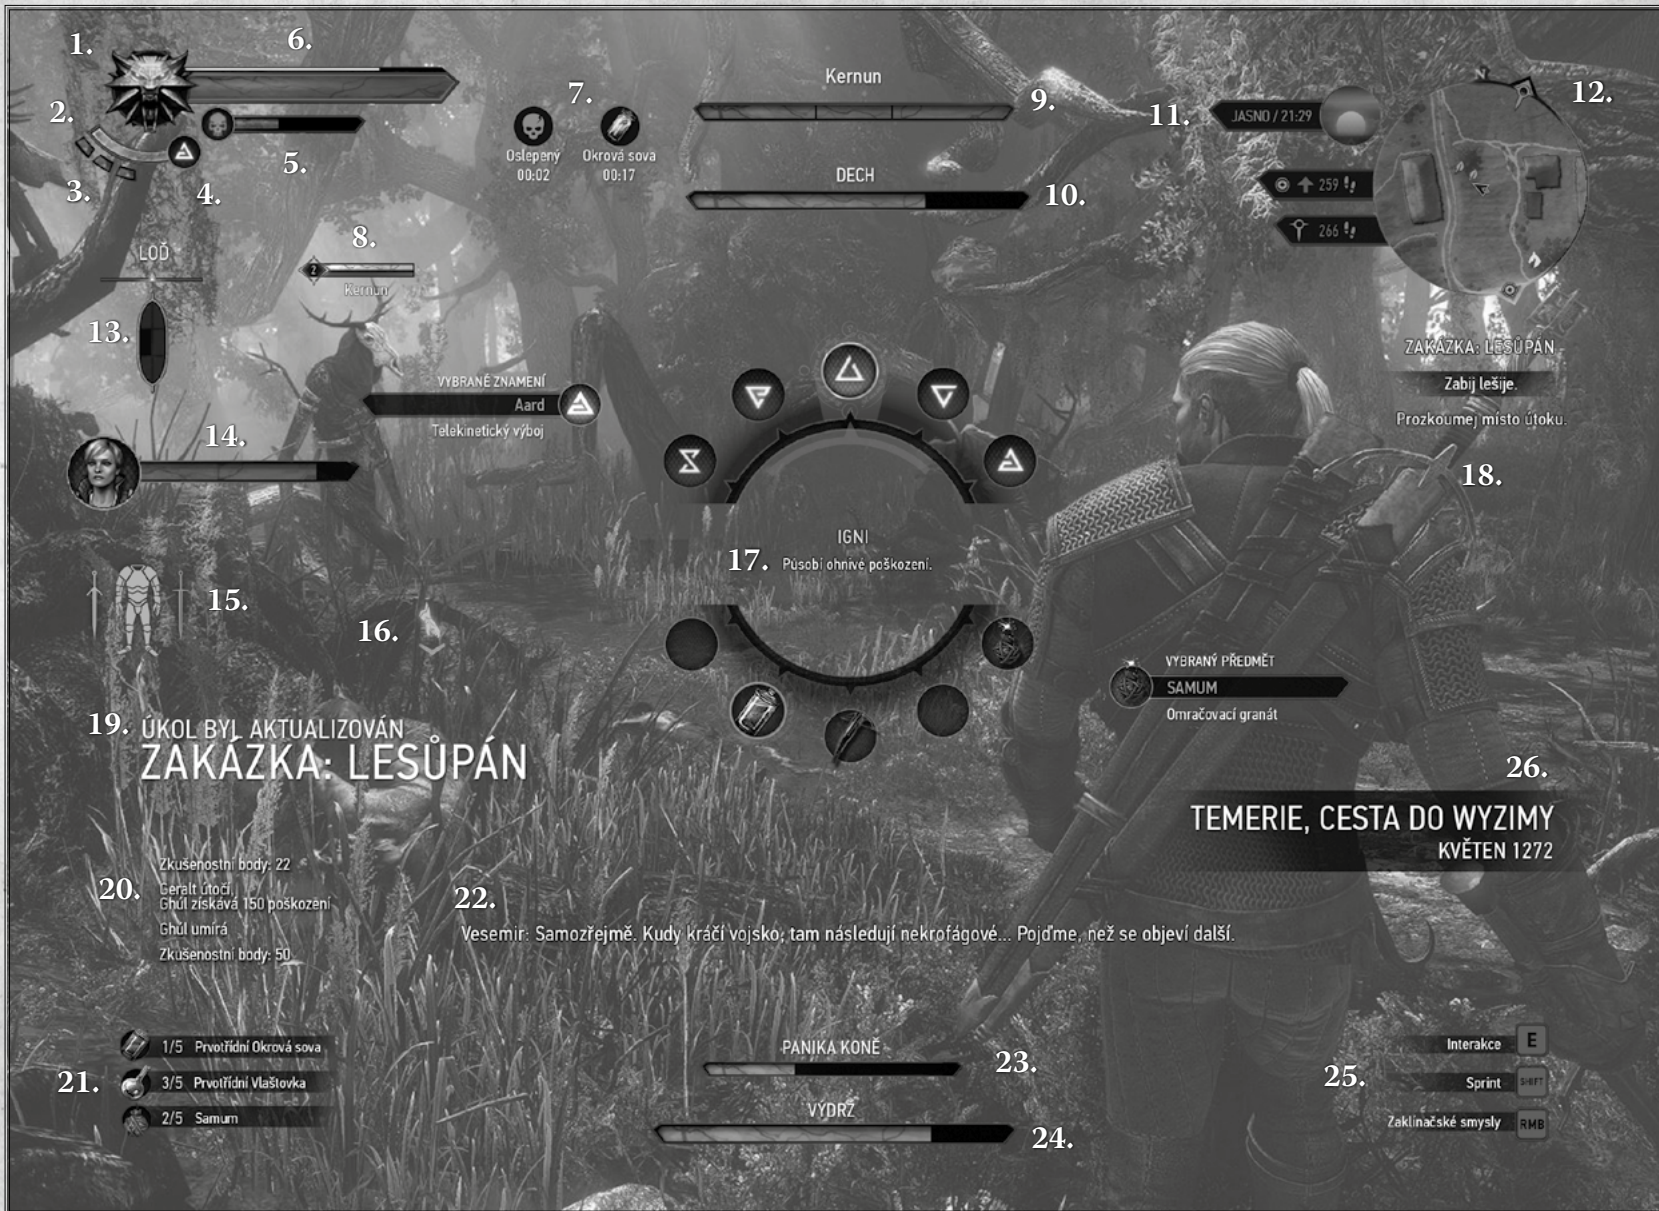 1.
6.
Kernun
9.
12.
2.
7.
11.
JASNO / 21:29
N
Oslepený
00:02
Okrová sova
00:17
3.
4.
5.
DECH
10.
259
266
8.
LOĎ
2
Kernun
13.
ZAKÁZKA: LESŮPÁN
Zabij lešije.
Prozkoumej místo útoku.
18.
VYBRANÉ ZNAMENÍ
Aard
Telekinetický výboj
14.
IGNI
17.
Působí ohnivé poškození.
15.
16.
VYBRANÝ PŘEDMĚT
SAMUM
Omračovací granát
19.
ÚKOL BYL AKTUALIZOVÁN
ZAKÁZKA: LESŮPÁN
26.
TEMERIE, CESTA DO WYZIMY
KVĚTEN 1272
20.
Zkušenostní body: 22
Geralt útočí,
Ghúl získává 150 poškození
Ghúl umírá
Zkušenostní body: 50
22.
Vesemir: Samozřejmě. Kudy kráčí vojsko, tam následují nekrofágové... Pojďme, než se objeví další.
21.
1/5 Prvotřídní Okrová sova
3/5 Prvotřídní Vlaštovka
2/5 Samum
PANIKA KONĚ
23.
VÝDRŽ
24.
25.
Interakce E
Sprint SHIFT
Zaklínačské smysly RMB